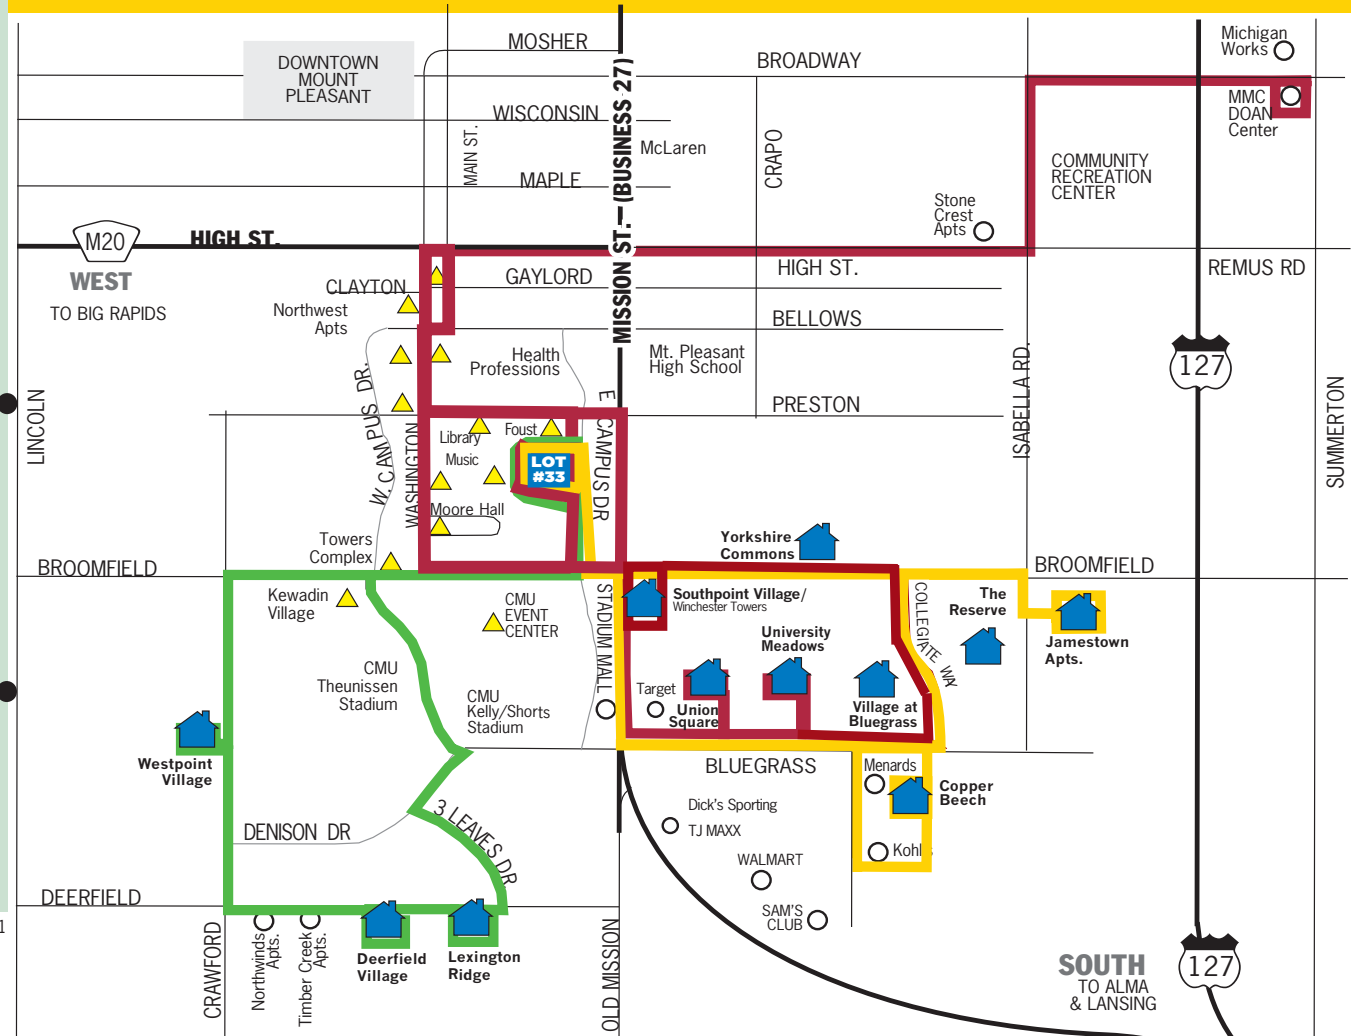 MOSHER
BROADWAY
Michigan
Works
DOWNTOWN
MOUNT
PLEASANT
MISSION ST. — (BUSINESS 27)
WISCONSIN
MMC
DOAN
Center
MAIN ST.
McLaren
CRAPO
MAPLE
COMMUNITY
RECREATION
CENTER
Stone
Crest
Apts
M20
HIGH ST.
WEST
TO BIG RAPIDS
HIGH ST.
REMUS RD
GAYLORD
CLAYTON
Northwest
Apts
BELLOWS
Health
Professions
Mt. Pleasant
High School
127
W. CAMPUS DR.
ISABELLA RD.
LINCOLN
SUMMERTON
PRESTON
E CAMPUS DR
WASHINGTON
Library
Foust
Music
LOT
#33
Moore Hall
Towers
Complex
Yorkshire
Commons
BROOMFIELD
BROOMFIELD
Kewadin
Village
CMU
EVENT
CENTER
STADIUM MALL
Southpoint Village/
Winchester Towers
COLLEGIATE WAY
The
Reserve
Jamestown
Apts.
University
Meadows
CMU
Theunissen
Stadium
CMU
Kelly/Shorts
Stadium
Target
Union
Square
Village at
Bluegrass
Westpoint
Village
BLUEGRASS
Menards
Copper
Beech
Dick's Sporting
TJ MAXX
3 LEAVES DR.
DENISON DR
Kohl
WALMART
DEERFIELD
SAM'S
CLUB
1
CRAWFORD
Northwinds
Apts.
Timber Creek
Apts.
Deerfield
Village
Lexington
Ridge
OLD MISSION
SOUTH
TO ALMA
& LANSING
127